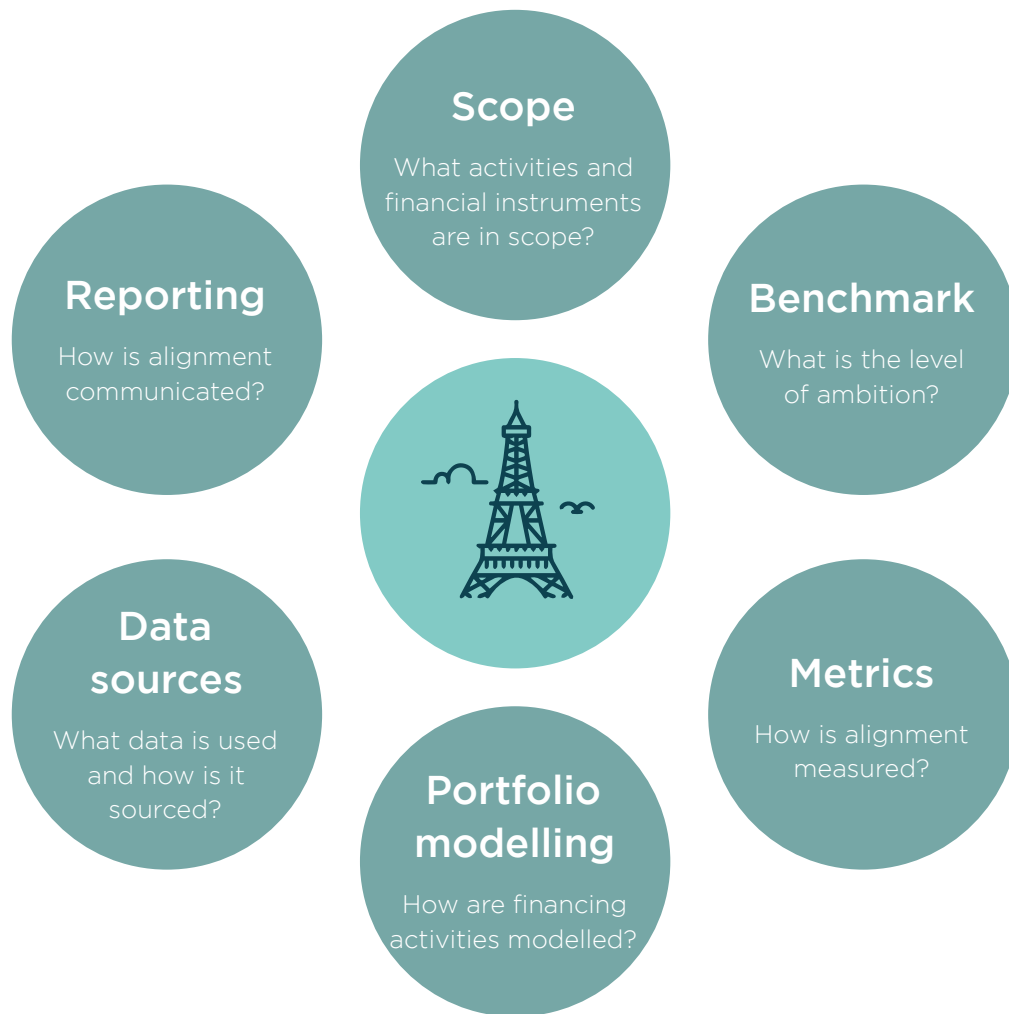 Scope
What activities and
financial instruments
are in scope?
Benchmark
What is the level
of ambition?
Metrics
How is alignment
measured?
Portfolio
modelling
How are financing
activities modelled?
Data
sources
What data is used
and how is it
sourced?
Reporting
How is alignment
communicated?